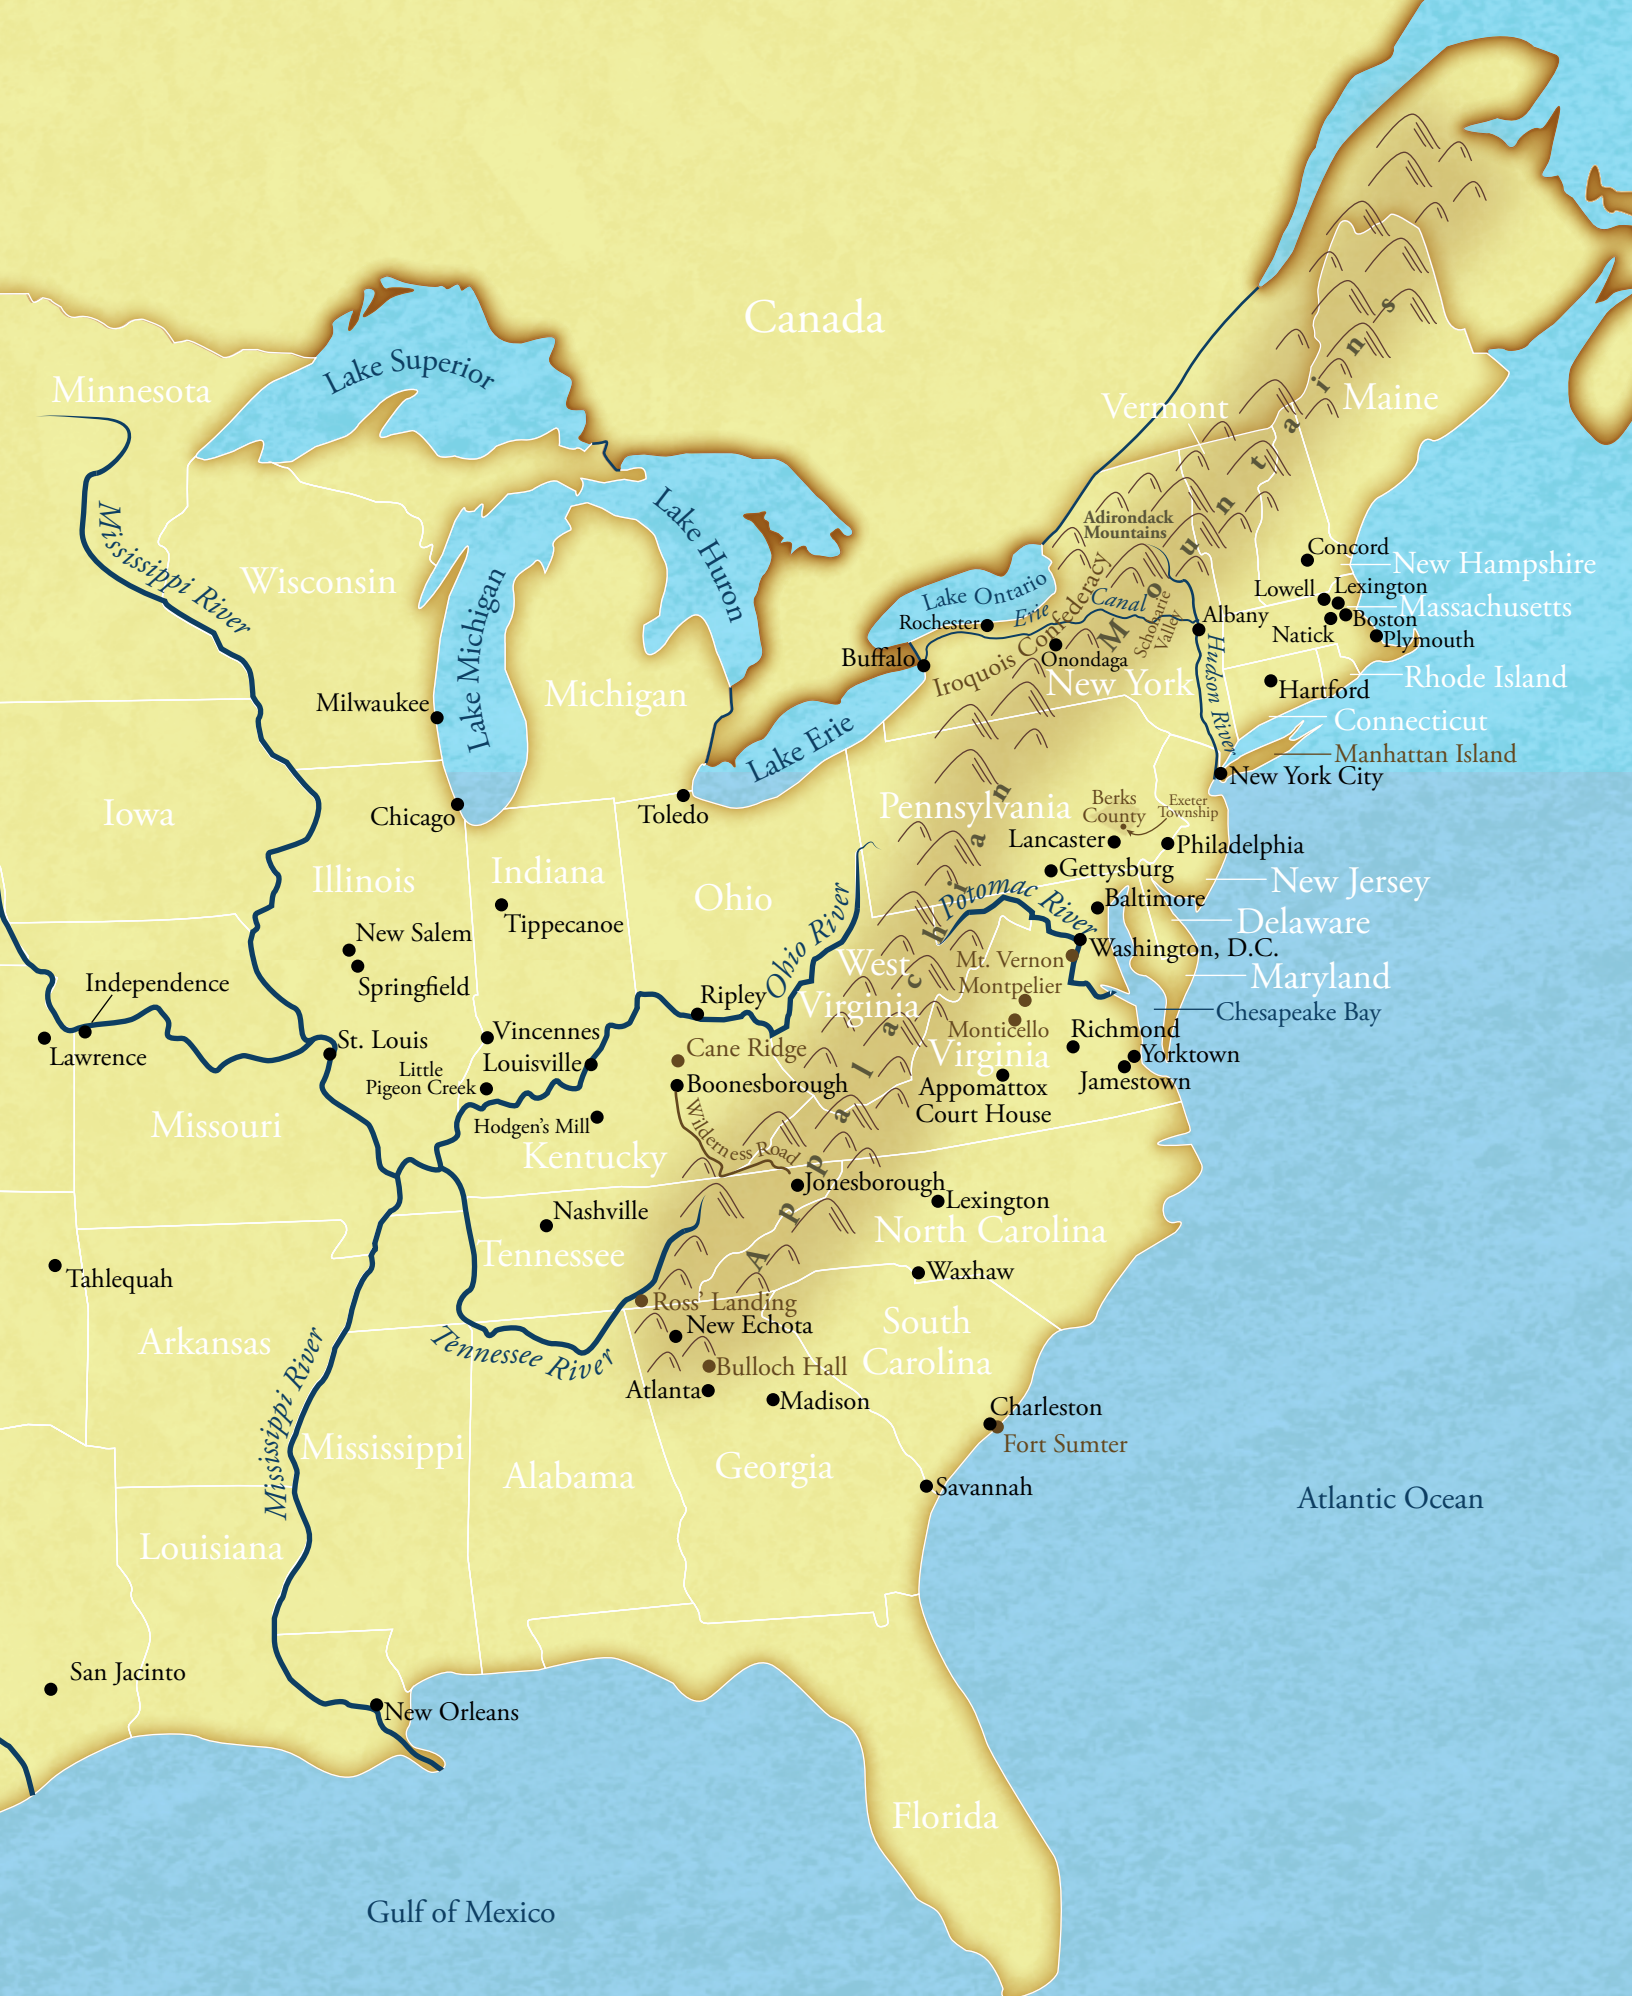 Canada
Minnesota
Lake Superior
Vermont
Maine
Mississippi River
Wisconsin
Lake Michigan
Lake Huron
Michigan
Milwaukee
Chicago
Toledo
Lake Ontario
Lake Erie
Erie Canal
Rochester
Buffalo
Onondaga
Iroquois Confederacy
Adirondack
Mountains
Schoharie
Valley
New York
Albany
Hudson River
Concord
New Hampshire
Lowell
Lexington
Massachusetts
Boston
Natick
Plymouth
Hartford
Rhode Island
Connecticut
Manhattan Island
New York City
Appalachian Mountains
Iowa
Illinois
Indiana
Ohio
Pennsylvania
Berks
County
Exeter
Township
Lancaster
Philadelphia
Gettysburg
Tippecanoe
New Salem
Springfield
Ohio River
Potomac River
Baltimore
New Jersey
Delaware
Washington, D.C.
Maryland
Chesapeake Bay
Mt. Vernon
Montpelier
Monticello
West
Virginia
Virginia
Richmond
Yorktown
Jamestown
Appomattox
Court House
Independence
Lawrence
St. Louis
Vincennes
Little
Pigeon Creek
Louisville
Ripley
Cane Ridge
Boonesborough
Hodgen's Mill
Wilderness Road
Missouri
Kentucky
Jonesborough
Lexington
North Carolina
Nashville
Tennessee
Waxhaw
Tahlequah
Arkansas
Ross' Landing
New Echota
Tennessee River
Bulloch Hall
Atlanta
Madison
South
Carolina
Charleston
Fort Sumter
Mississippi River
Mississippi
Alabama
Georgia
Savannah
Atlantic Ocean
Louisiana
San Jacinto
New Orleans
Florida
Gulf of Mexico